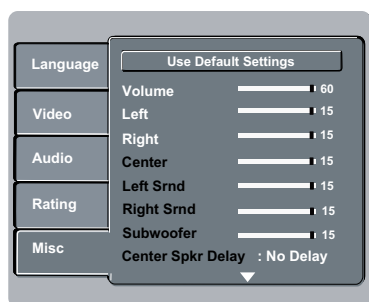 Language
Video
Audio
Rating
Misc
Use Default Settings
Volume 60
Left 15
Right 15
Center 15
Left Srnd 15
Right Srnd 15
Subwoofer 15
Center Spkr Delay : No Delay